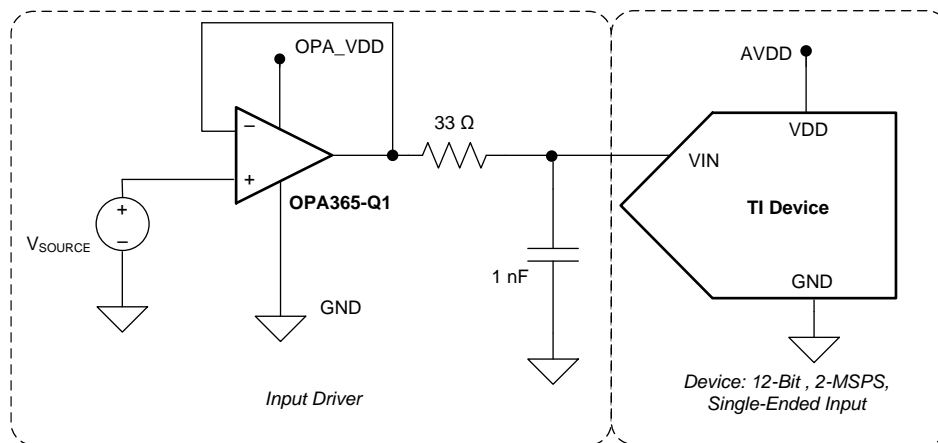 OPA_VDD
−
+
OPA365-Q1
+
−
VSOURCE
GND
33 Ω
1 nF
Input Driver
AVDD
VDD
VIN
TI Device
GND
Device: 12-Bit , 2-MSPS,
Single-Ended Input